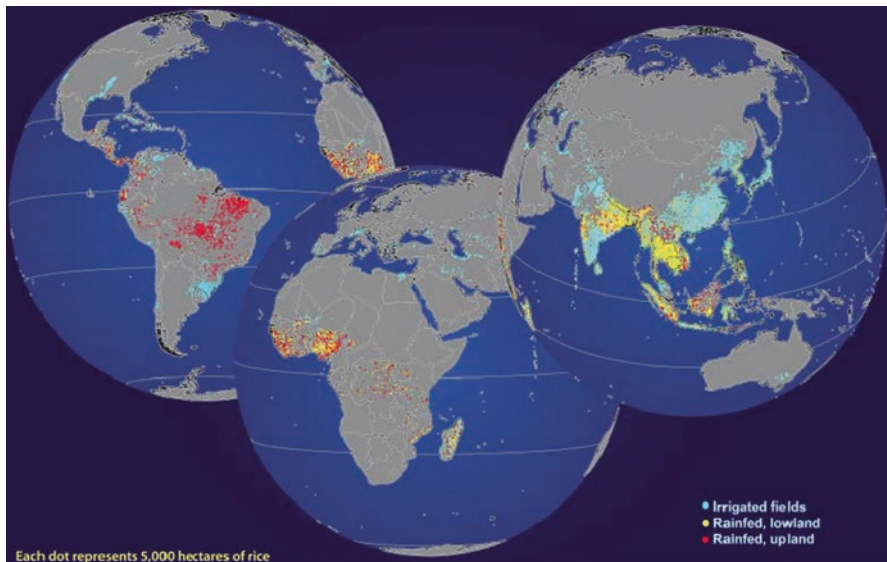 Irrigated fields
Rainfed, lowland
Rainfed, upland
Each dot represents 5,000 hectares of rice